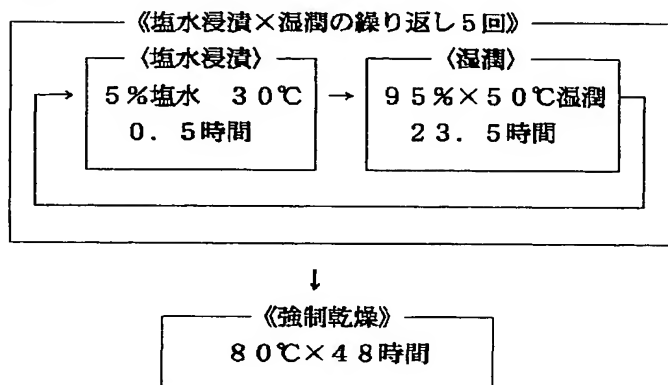 《塩水浸漬×湿潤の繰り返し5回》
〈塩水浸漬〉
5%塩水 30℃
0.5時間
→
〈湿潤〉
95%×50℃湿潤
23.5時間
↓
《強制乾燥》
80℃×48時間